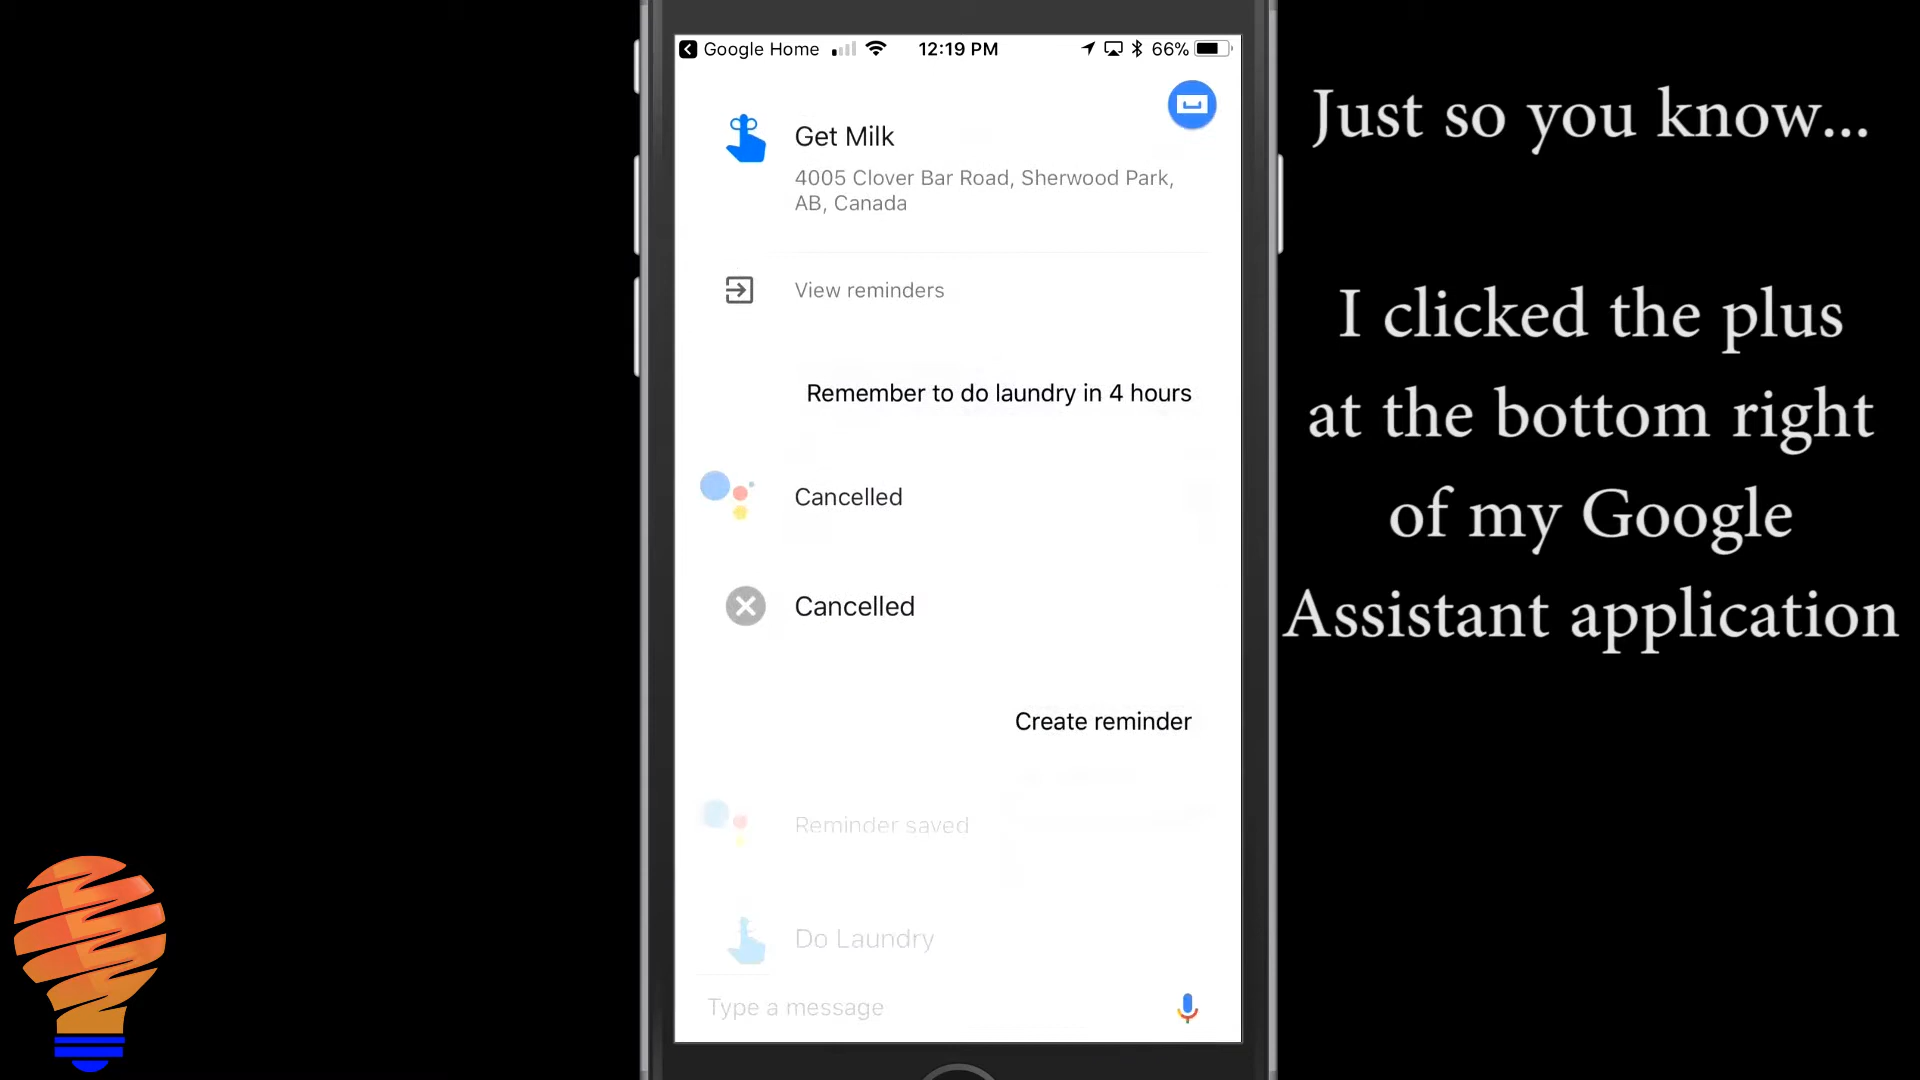 Google Home
12:19 PM
66%
Get Milk
4005 Clover Bar Road, Sherwood Park,
AB, Canada
View reminders
Remember to do laundry in 4 hours
Cancelled
Cancelled
Create reminder
Reminder saved
Do Laundry
Type a message
Just so you know...
I clicked the plus
at the bottom right
of my Google
Assistant application